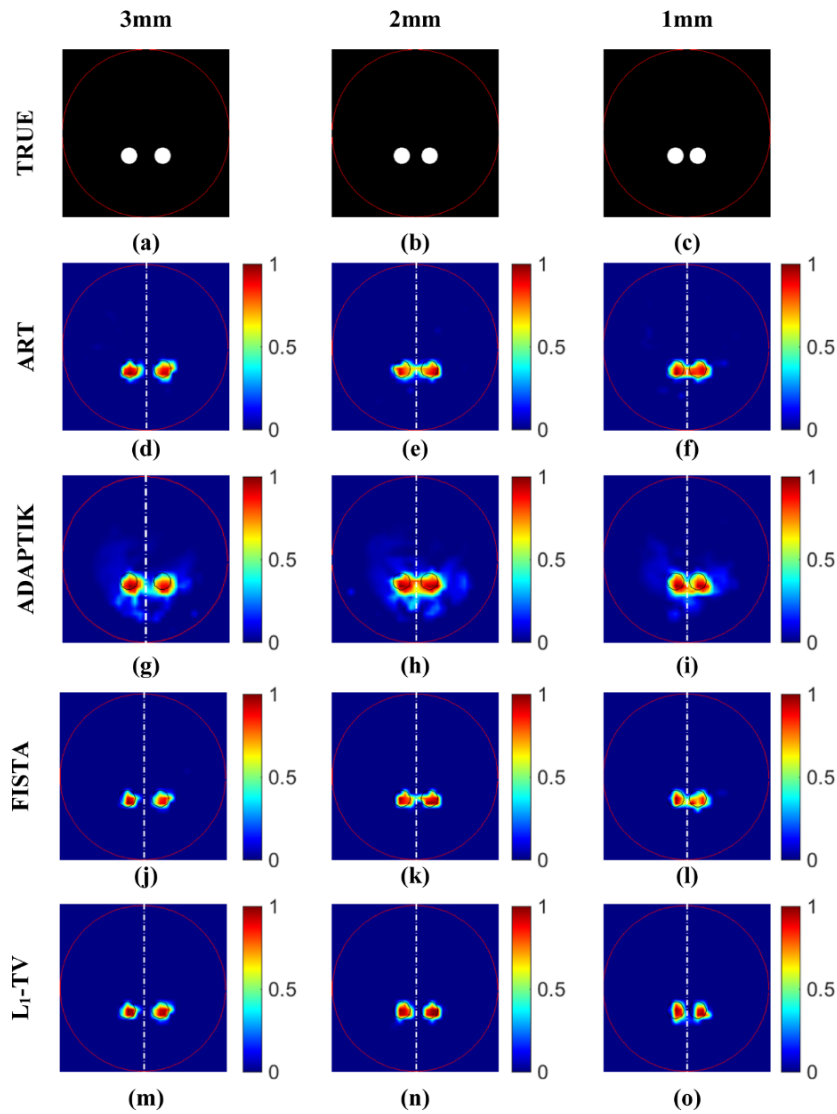 3mm 2mm 1mm
TRUE
(a) (b) (c)
ART
1 1 1
0.5 0.5 0.5
0 0 0
(d) (e) (f)
ADAPTIK
1 1 1
0.5 0.5 0.5
0 0 0
(g) (h) (i)
FISTA
1 1 1
0.5 0.5 0.5
0 0 0
(j) (k) (l)
L₁-TV
1 1 1
0.5 0.5 0.5
0 0 0
(m) (n) (o)